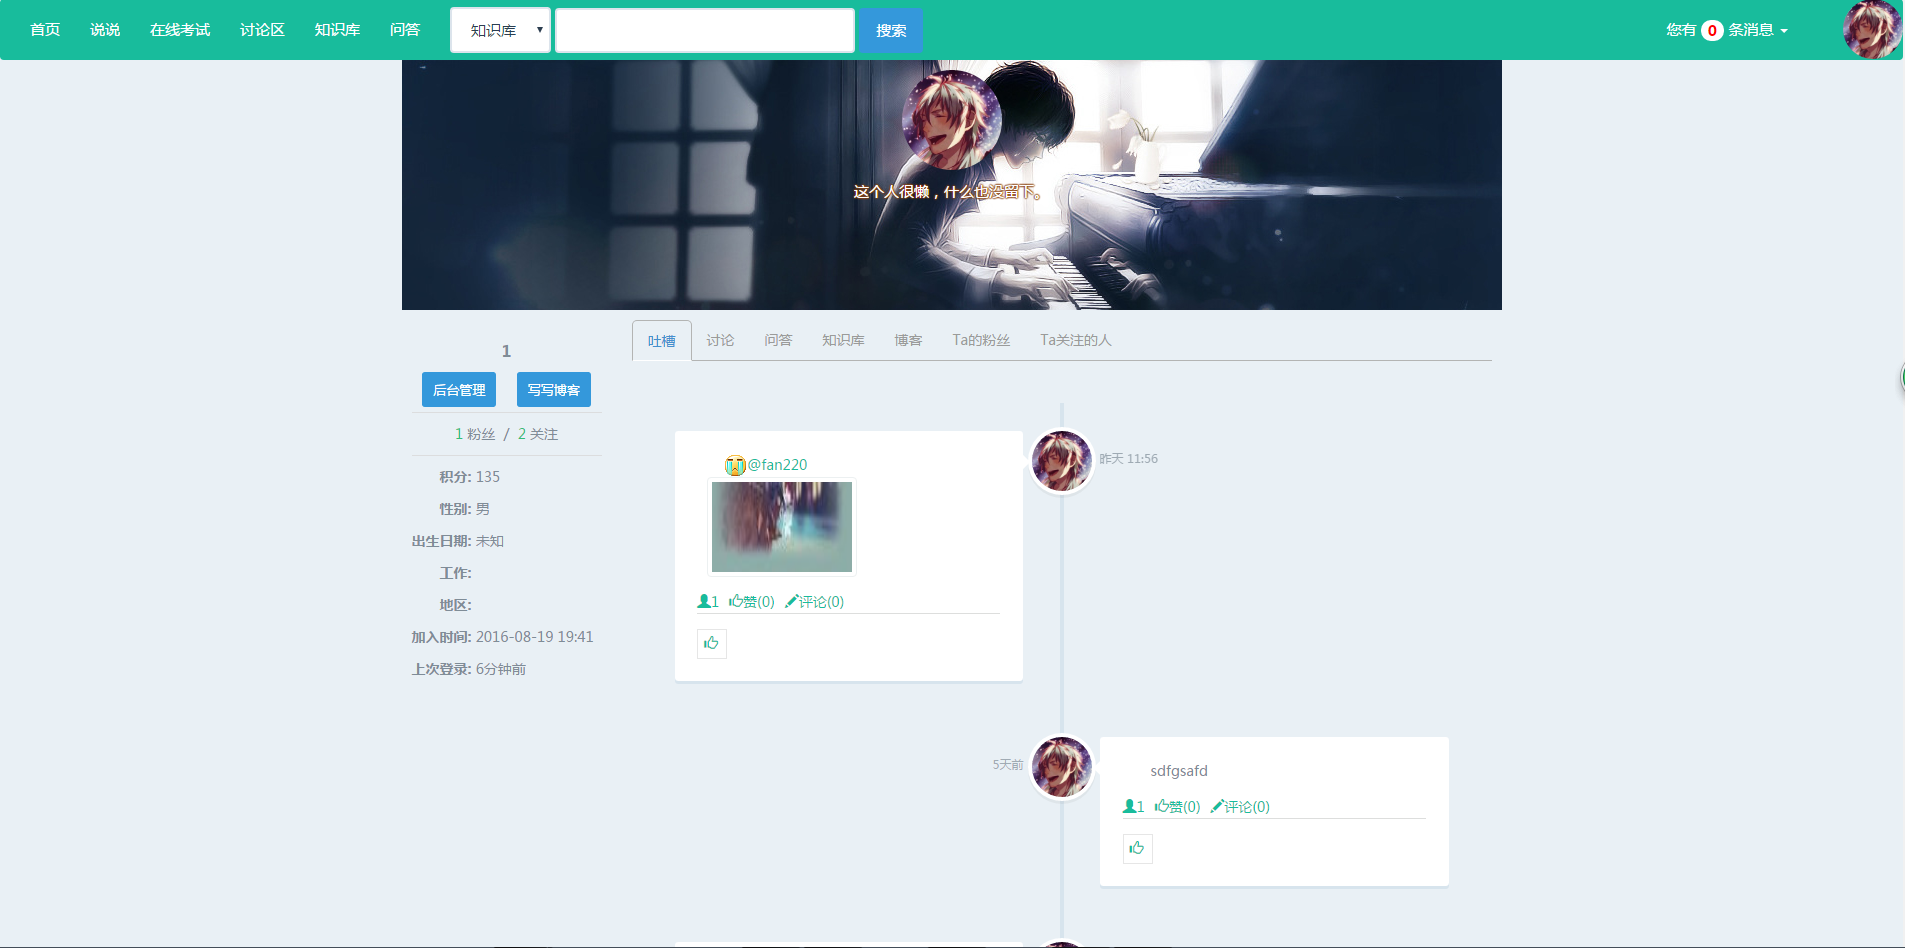 首页 说说 在线考试 讨论区 知识库 问答 知识库 搜索 您有 0 条消息
这个人很懒，什么也没留下。
吐槽 讨论 问答 知识库 博客 Ta的粉丝 Ta关注的人
1
后台管理 写写博客
1 粉丝 / 2 关注
积分: 135
性别: 男
出生日期: 未知
工作:
地区:
加入时间: 2016-08-19 19:41
上次登录: 6分钟前
@fan220
昨天 11:56
1 赞(0) 评论(0)
5天前
sdfgsafd
1 赞(0) 评论(0)